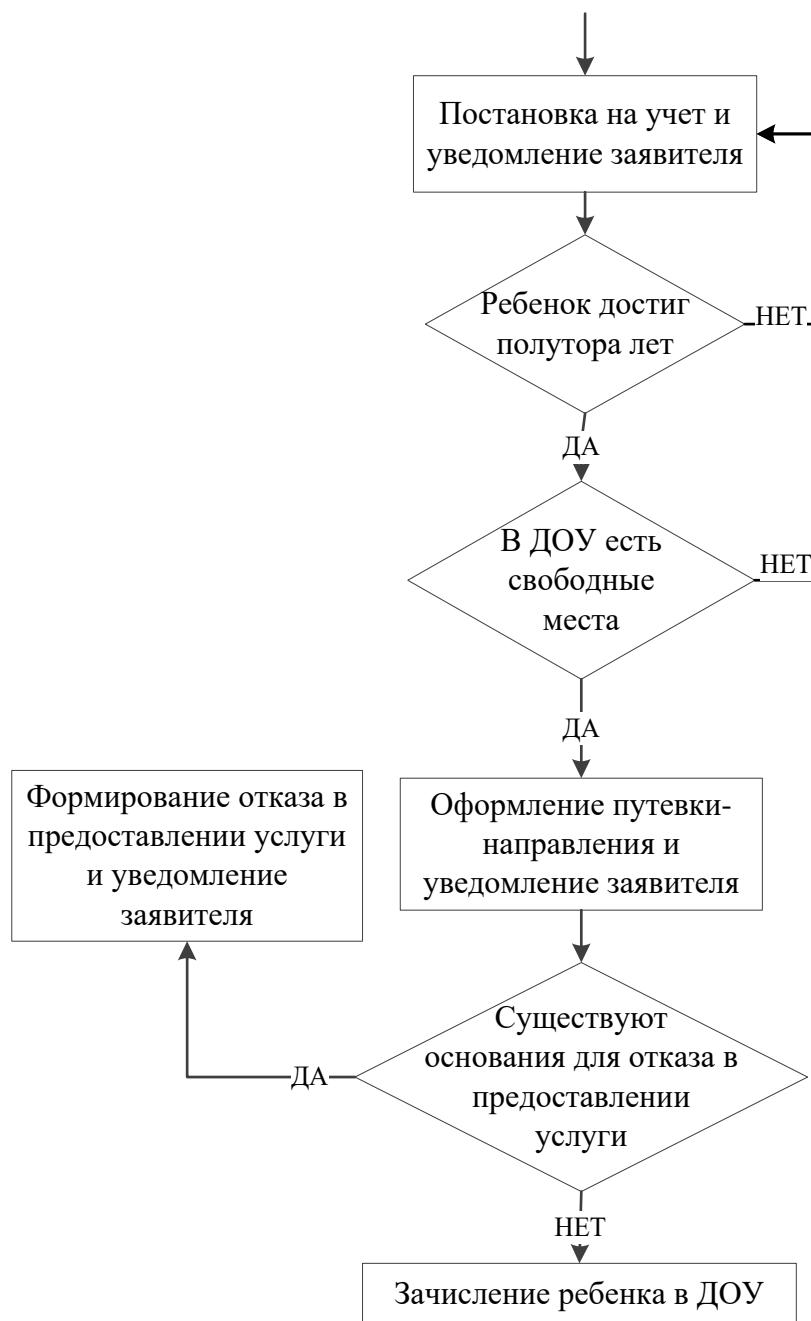 Постановка на учет и
уведомление заявителя
Ребенок достиг
полутора лет
НЕТ
ДА
В ДОУ есть
свободные
места
НЕТ
ДА
Формирование отказа в
предоставлении услуги
и уведомление
заявителя
Оформление путевки-
направления и
уведомление заявителя
Существуют
основания для отказа в
предоставлении
услуги
ДА
НЕТ
Зачисление ребенка в ДОУ